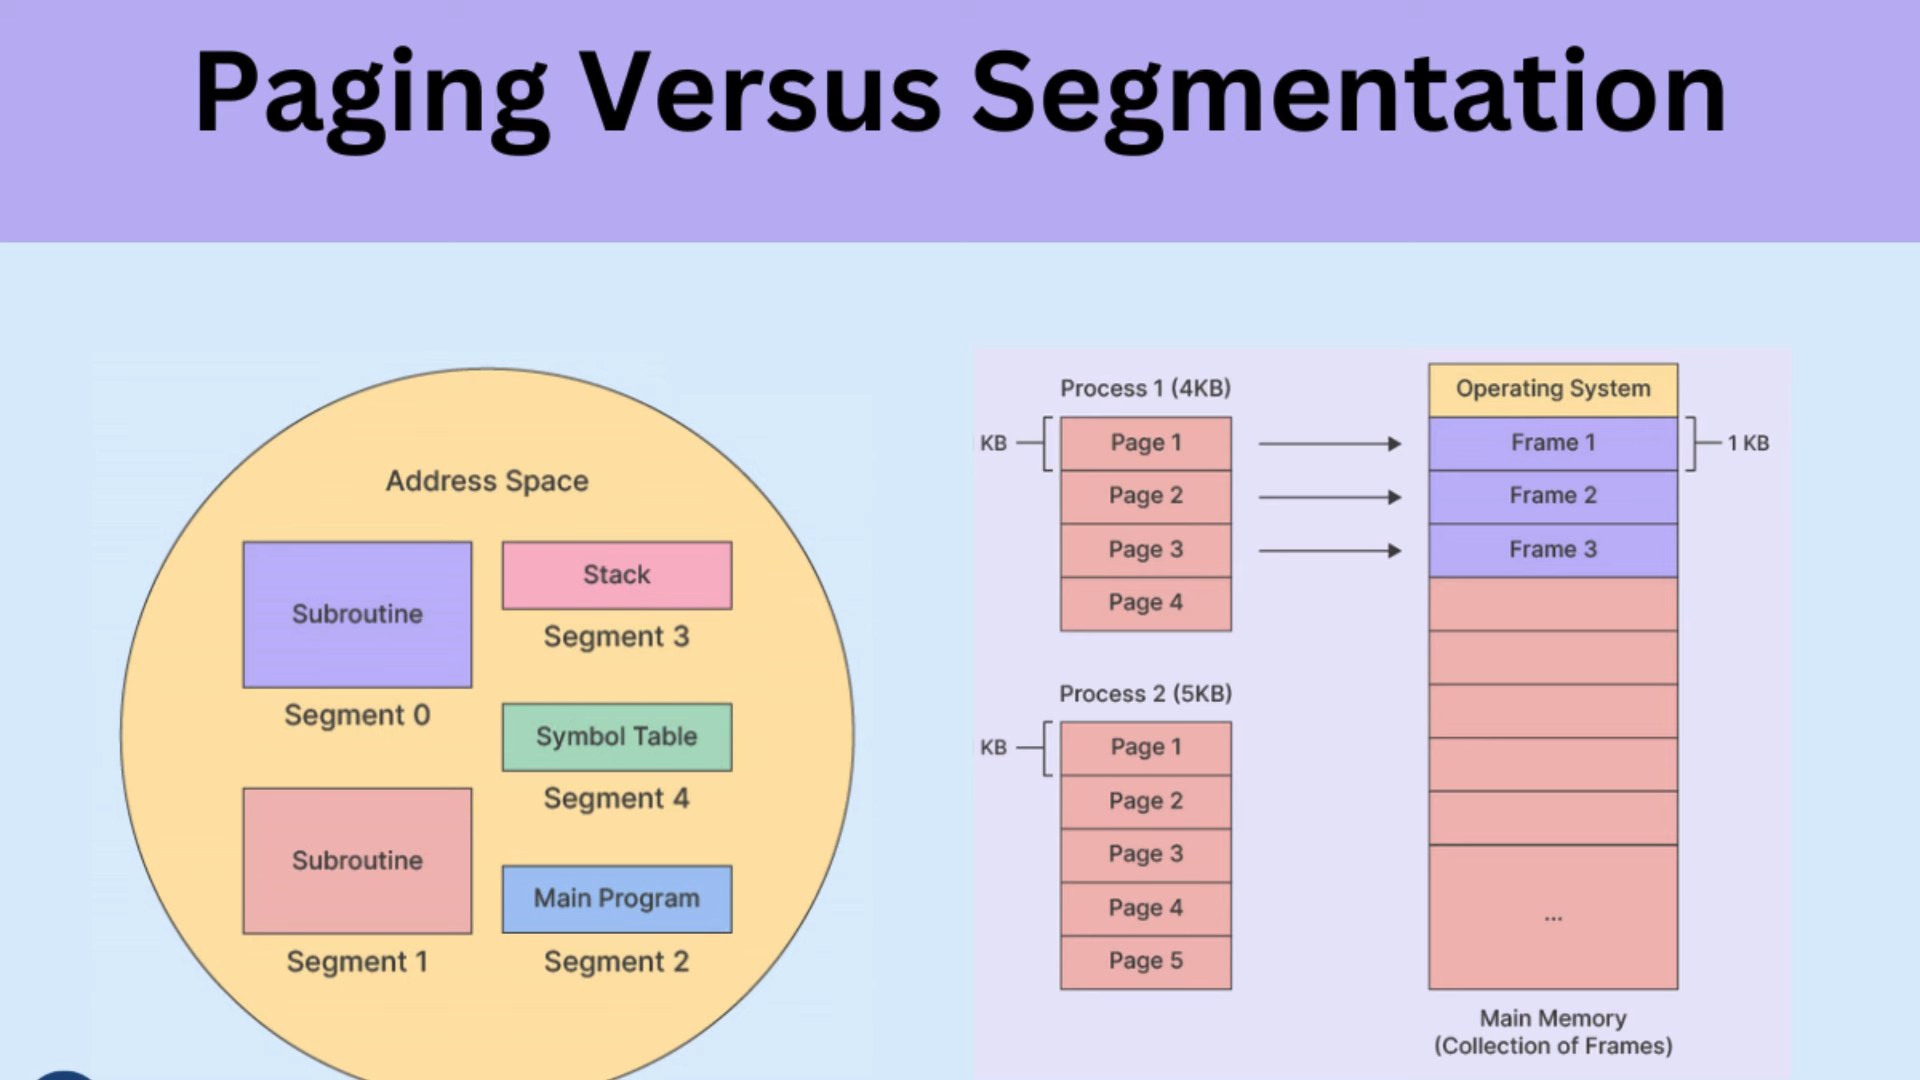 Paging Versus Segmentation
Address Space
Subroutine
Segment 0
Stack
Segment 3
Symbol Table
Segment 4
Subroutine
Segment 1
Main Program
Segment 2
Process 1 (4KB)
KB
Page 1
Page 2
Page 3
Page 4
Process 2 (5KB)
KB
Page 1
Page 2
Page 3
Page 4
Page 5
Operating System
Frame 1
1 KB
Frame 2
Frame 3
...
Main Memory
(Collection of Frames)